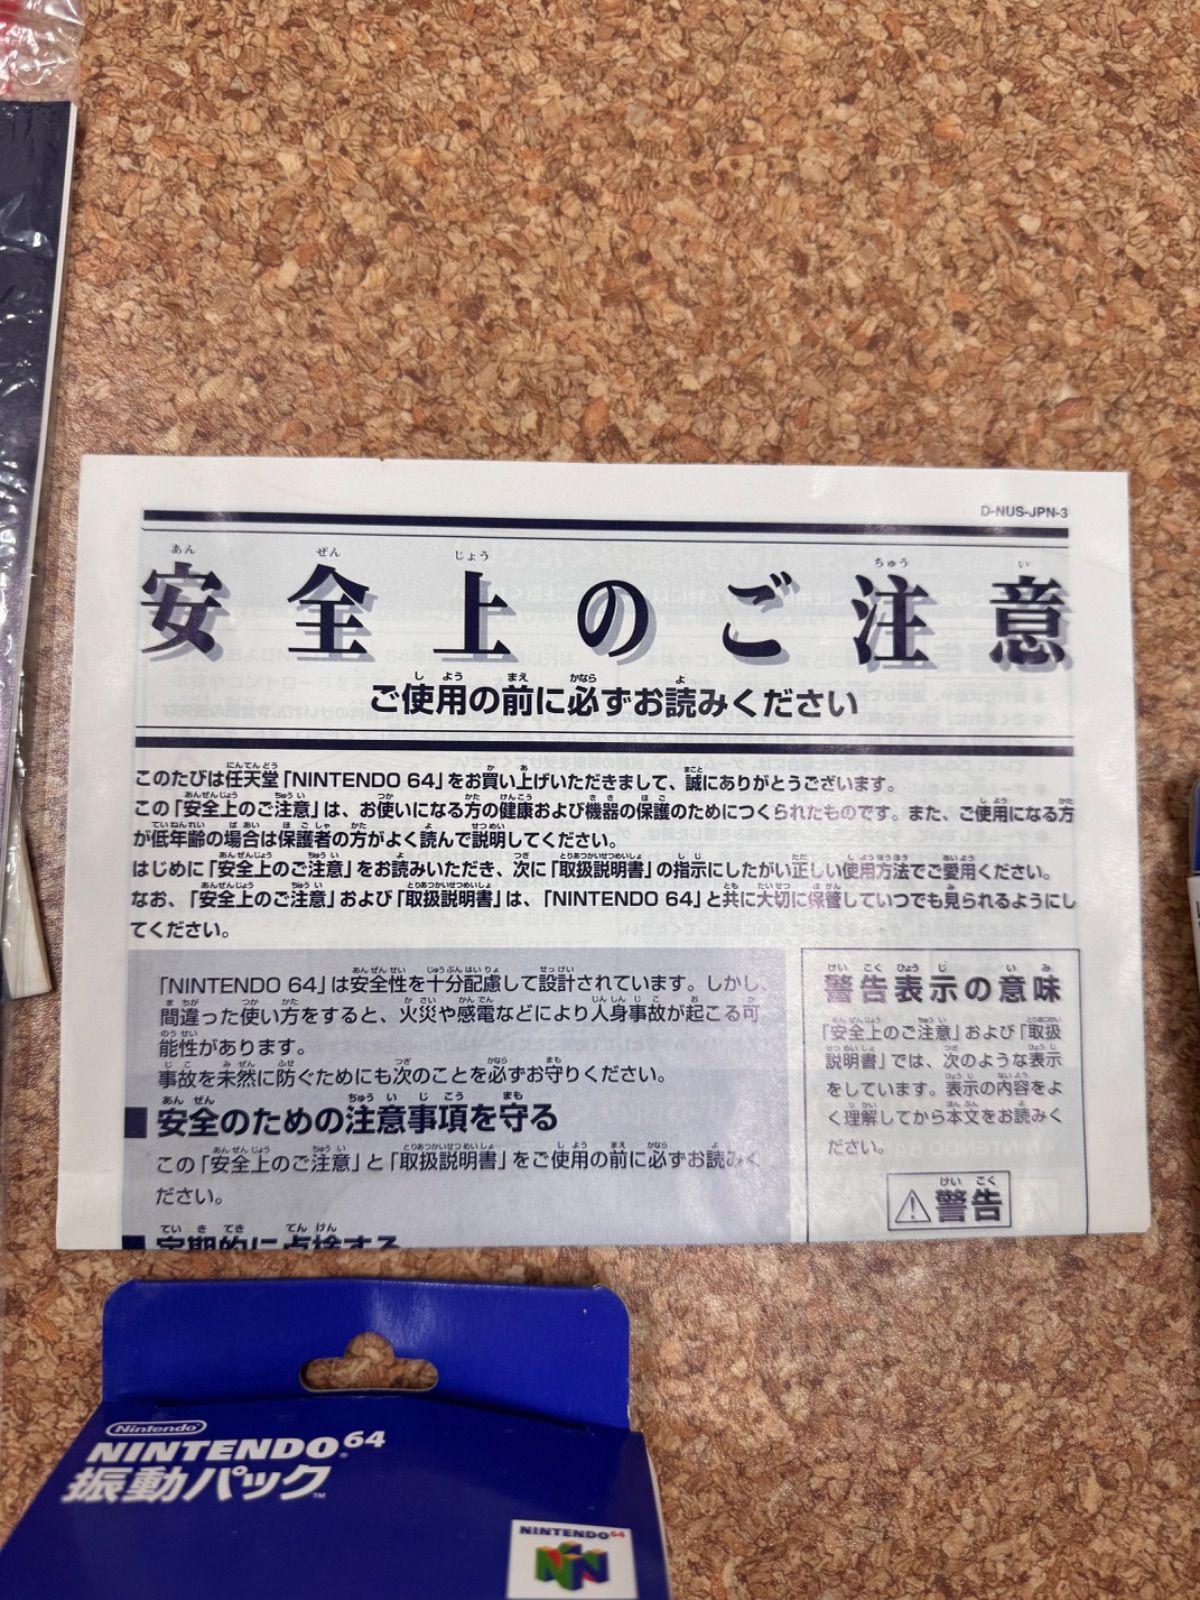 D-NUS-JPN-3
安全上のご注意
ご使用の前に必ずお読みください
このたびは任天堂「NINTENDO 64」をお買い上げいただきまして、誠にありがとうございます。
この「安全上のご注意」は、お使いになる方の健康および機器の保護のためにつくられたものです。また、ご使用になる方
が低年齢の場合は保護者の方がよく読んで説明してください。
はじめに「安全上のご注意」をお読みいただき、次に「取扱説明書」の指示にしたがい正しい使用方法でご愛用ください。
なお、「安全上のご注意」および「取扱説明書」は、「NINTENDO 64」と共に大切に保管していつでも見られるようにし
てください。
「NINTENDO 64」は安全性を十分配慮して設計されています。しかし、
間違った使い方をすると、火災や感電などにより人身事故が起こる可
能性があります。
事故を未然に防ぐためにも次のことを必ずお守りください。
■安全のための注意事項を守る
この「安全上のご注意」と「取扱説明書」をご使用の前に必ずお読みく
ださい。
■定期的に点検する
警告表示の意味
「安全上のご注意」および「取扱
説明書」では、次のような表示
をしています。表示の内容をよ
く理解してから本文をお読みく
ださい。
⚠警告
Nintendo
NINTENDO64
振動パック™
NINTENDO64